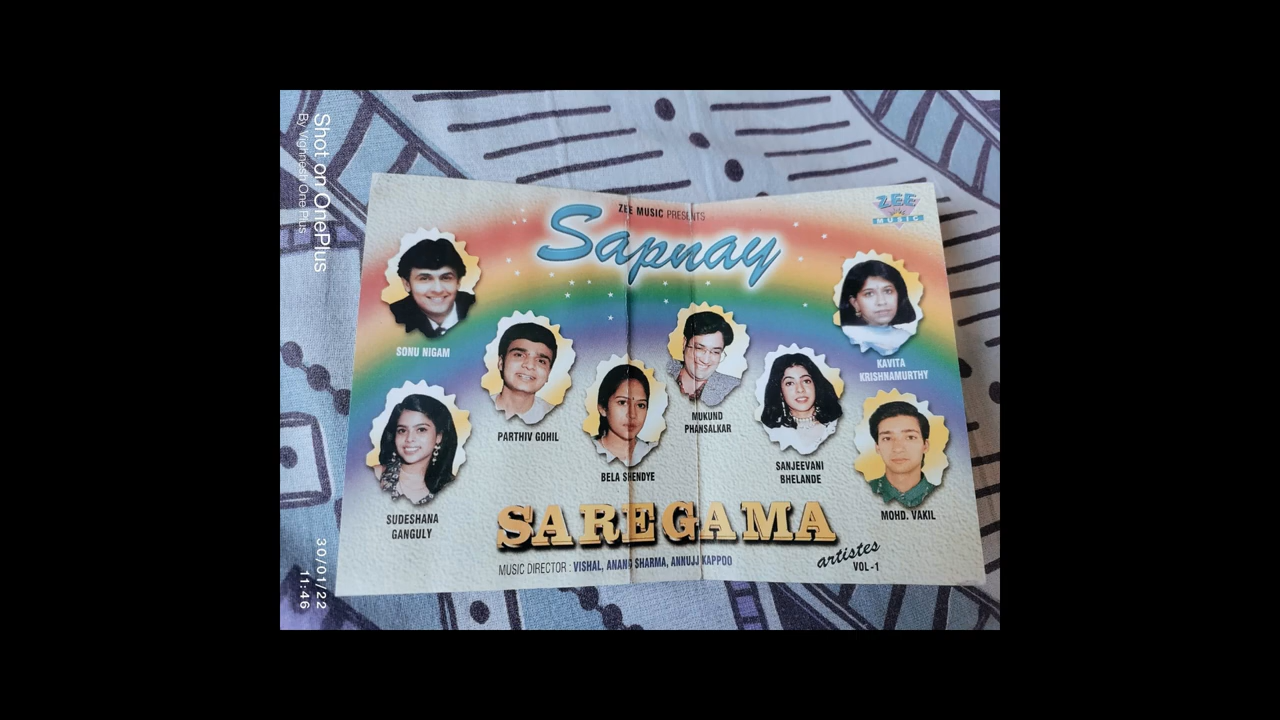 ZEE MUSIC PRESENTS
Sapnay
ZEE
MUSIC
SONU NIGAM
KAVITA
KRISHNAMURTHY
PARTHIV GOHIL
MUKUND
PHANSALKAR
BELA SHENDYE
SANJEEVANI
BHELANDE
SUDESHANA
GANGULY
MOHD. VAKIL
SAREGAMA
artistes
VOL-1
MUSIC DIRECTOR : VISHAL, ANAND SHARMA, ANNUJJ KAPPOO
Shot on OnePlus
By Vighnesh One Plus
30/01/22
11:46